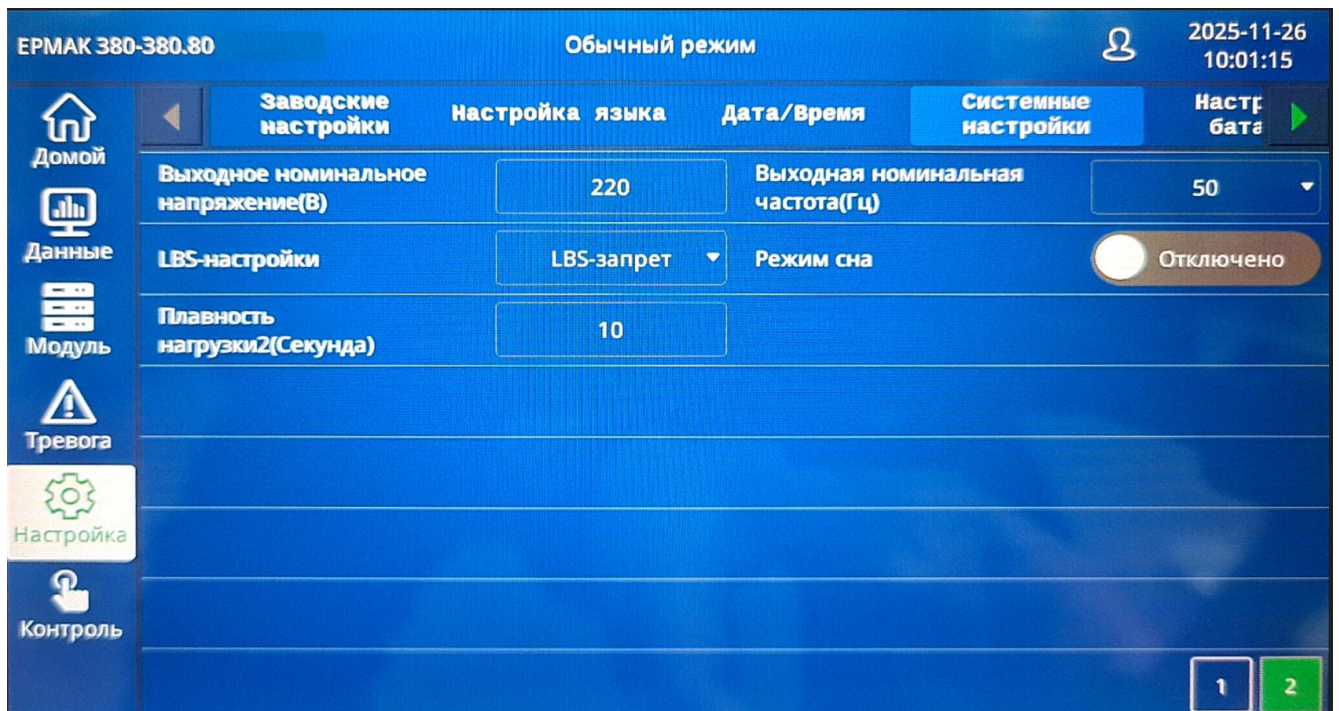 ЕРМАК 380-380.80
Обычный режим
2025-11-26
10:01:15
Заводские
настройки
Настройка языка
Дата/Время
Системные
настройки
Настр
бата
Домой
Данные
Модуль
Тревога
Настройка
Контроль
Выходное номинальное
напряжение(В)
220
Выходная номинальная
частота(Гц)
50
LBS-настройки
LBS-запрет
Режим сна
Отключено
Плавность
нагрузки2(Секунда)
10
1
2